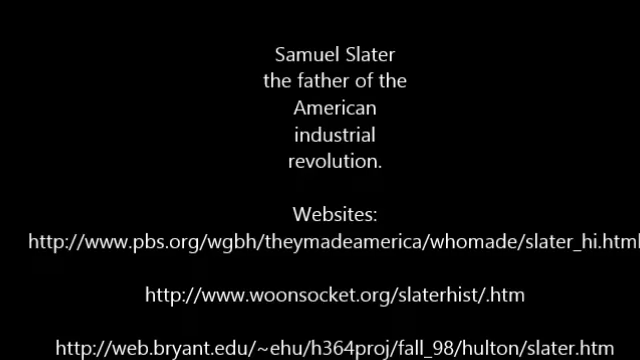 Samuel Slater
the father of the
American
industrial
revolution.
Websites:
http://www.pbs.org/wgbh/theymadeamerica/whomade/slater_hi.html
http://www.woonsocket.org/slaterhist/.htm
http://web.bryant.edu/~ehu/h364proj/fall_98/hulton/slater.htm